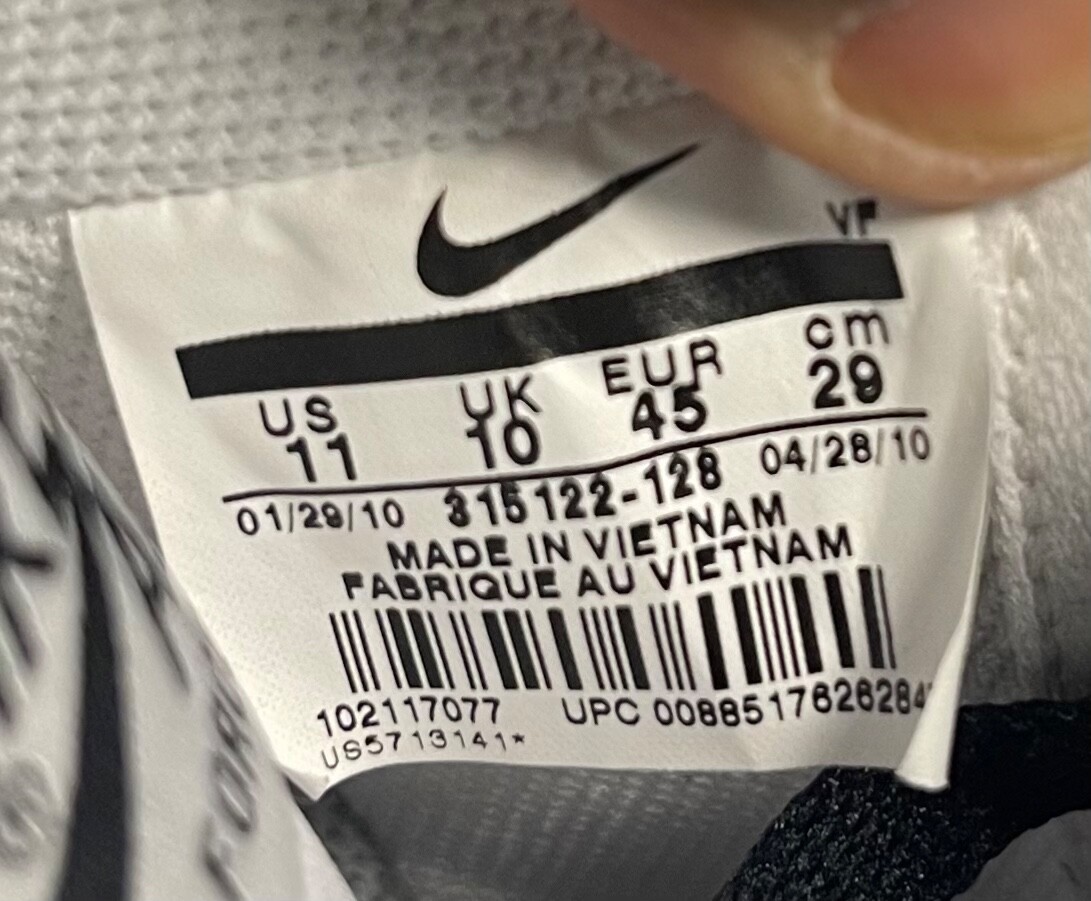 VF
US UK EUR cm
11 10 45 29
01/29/10 315122-128 04/28/10
MADE IN VIETNAM
FABRIQUE AU VIETNAM
102117077 UPC 0088517626284
US5713141*
FOR